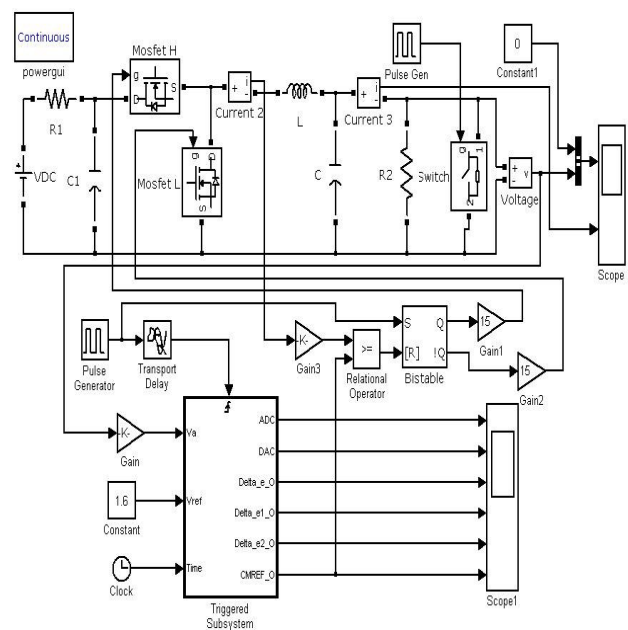 Continuous
powergui
Mosfet H
g
D
S
Current 2
+
-
i
L
Current 3
+
-
i
Pulse Gen
0
Constant1
R1
VDC
+
C1
Mosfet L
g
D
S
C
R2
Switch
g
1
2
+
-
v
Voltage
Scope
Pulse
Generator
Transport
Delay
-K-
Gain3
>=
Relational
Operator
S
Q
[R]
!Q
Bistable
15
Gain1
15
Gain2
-K-
Gain
1.6
Constant
Clock
Va
Vref
Time
ADC
DAC
Delta_e_O
Delta_e1_O
Delta_e2_O
CMREF_O
Triggered
Subsystem
Scope1